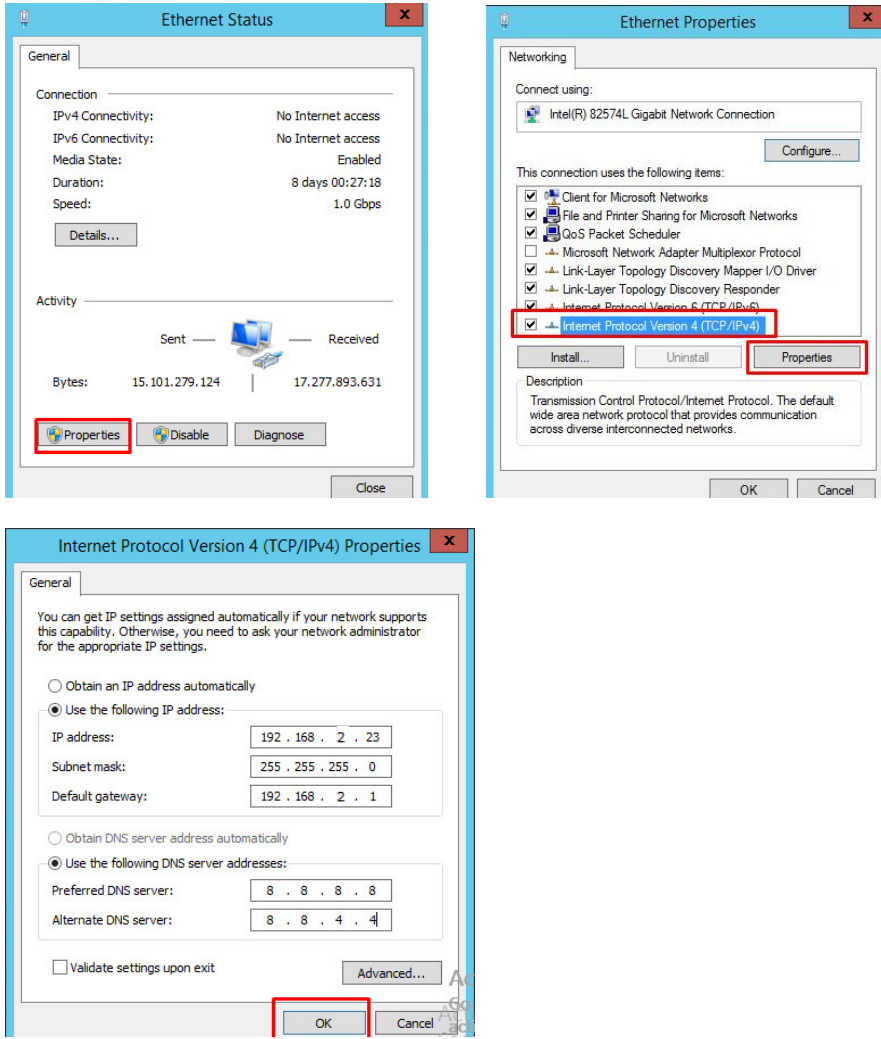 Ethernet Status
x
General
Connection
IPv4 Connectivity: No Internet access
IPv6 Connectivity: No Internet access
Media State: Enabled
Duration: 8 days 00:27:18
Speed: 1.0 Gbps
Details...
Activity
Sent Received
Bytes: 15.101.279.124 17.277.893.631
Properties Disable Diagnose
Close
Ethernet Properties
x
Networking
Connect using:
Intel(R) 82574L Gigabit Network Connection
Configure...
This connection uses the following items:
Client for Microsoft Networks
File and Printer Sharing for Microsoft Networks
QoS Packet Scheduler
Microsoft Network Adapter Multiplexor Protocol
Link-Layer Topology Discovery Mapper I/O Driver
Link-Layer Topology Discovery Responder
Internet Protocol Version 6 (TCP/IPv6)
Internet Protocol Version 4 (TCP/IPv4)
Install... Uninstall Properties
Description
Transmission Control Protocol/Internet Protocol. The default
wide area network protocol that provides communication
across diverse interconnected networks.
OK Cancel
Internet Protocol Version 4 (TCP/IPv4) Properties
x
General
You can get IP settings assigned automatically if your network supports
this capability. Otherwise, you need to ask your network administrator
for the appropriate IP settings.
Obtain an IP address automatically
Use the following IP address:
IP address: 192 . 168 . 2 . 23
Subnet mask: 255 . 255 . 255 . 0
Default gateway: 192 . 168 . 2 . 1
Obtain DNS server address automatically
Use the following DNS server addresses:
Preferred DNS server: 8 . 8 . 8 . 8
Alternate DNS server: 8 . 8 . 4 . 4
Validate settings upon exit
Advanced...
OK Cancel